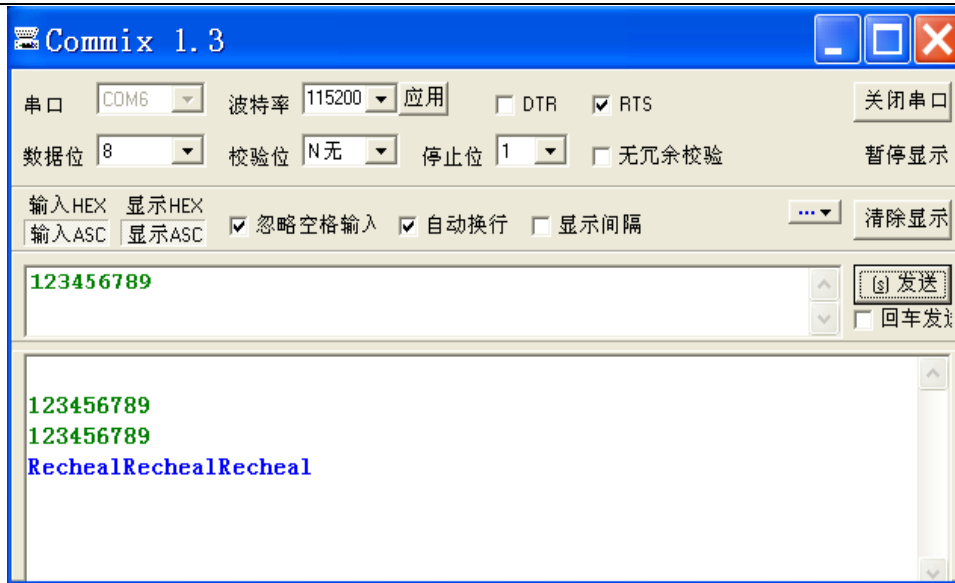 Commix 1.3
串口 COM6 波特率 115200 应用 DTR RTS 关闭串口
数据位 8 校验位 N无 停止位 1 无冗余校验 暂停显示
输入HEX 显示HEX
输入ASC 显示ASC 忽略空格输入 自动换行 显示间隔 ... 清除显示
123456789
(s) 发送
回车发
123456789
123456789
RechealRechealRecheal